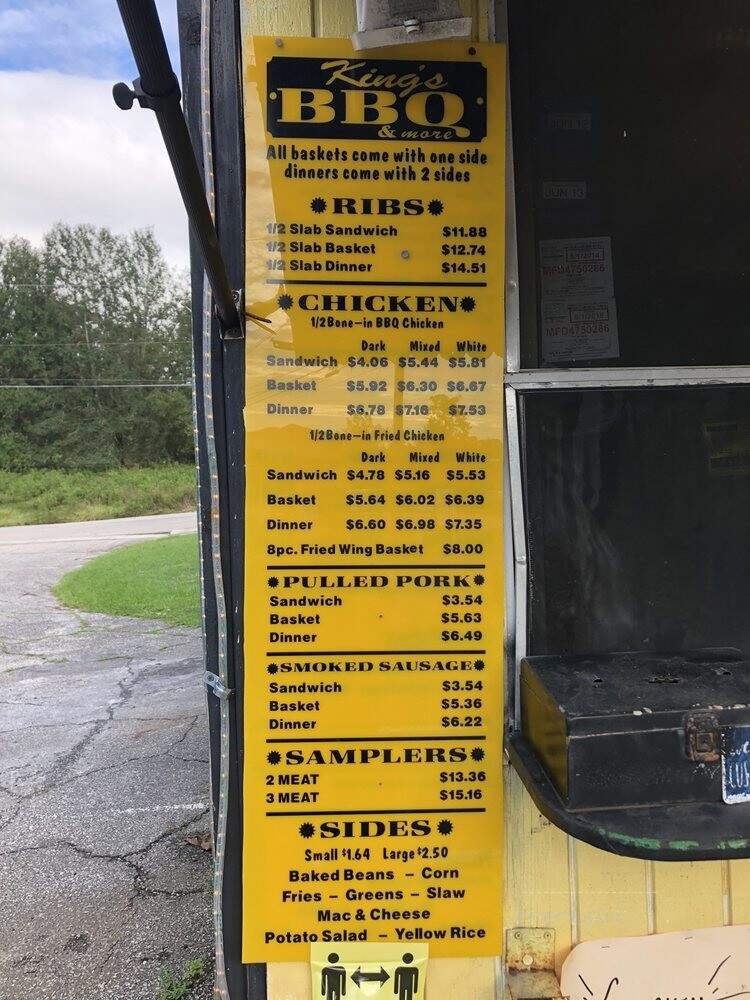 King's
BBQ
& more
All baskets come with one side
dinners come with 2 sides
RIBS
1/2 Slab Sandwich $11.88
1/2 Slab Basket $12.74
1/2 Slab Dinner $14.51
CHICKEN
1/2 Bone-in BBQ Chicken
Dark Mixed White
Sandwich $4.06 $5.44 $5.81
Basket $5.92 $6.30 $6.67
Dinner $6.78 $7.16 $7.53
1/2 Bone-in Fried Chicken
Dark Mixed White
Sandwich $4.78 $5.16 $5.53
Basket $5.64 $6.02 $6.39
Dinner $6.60 $6.98 $7.35
8pc. Fried Wing Basket $8.00
PULLED PORK
Sandwich $3.54
Basket $5.63
Dinner $6.49
SMOKED SAUSAGE
Sandwich $3.54
Basket $5.36
Dinner $6.22
SAMPLERS
2 MEAT $13.36
3 MEAT $15.16
SIDES
Small $1.64 Large $2.50
Baked Beans - Corn
Fries - Greens - Slaw
Mac & Cheese
Potato Salad - Yellow Rice
JUN 13
MFD4750286
MFD4750286